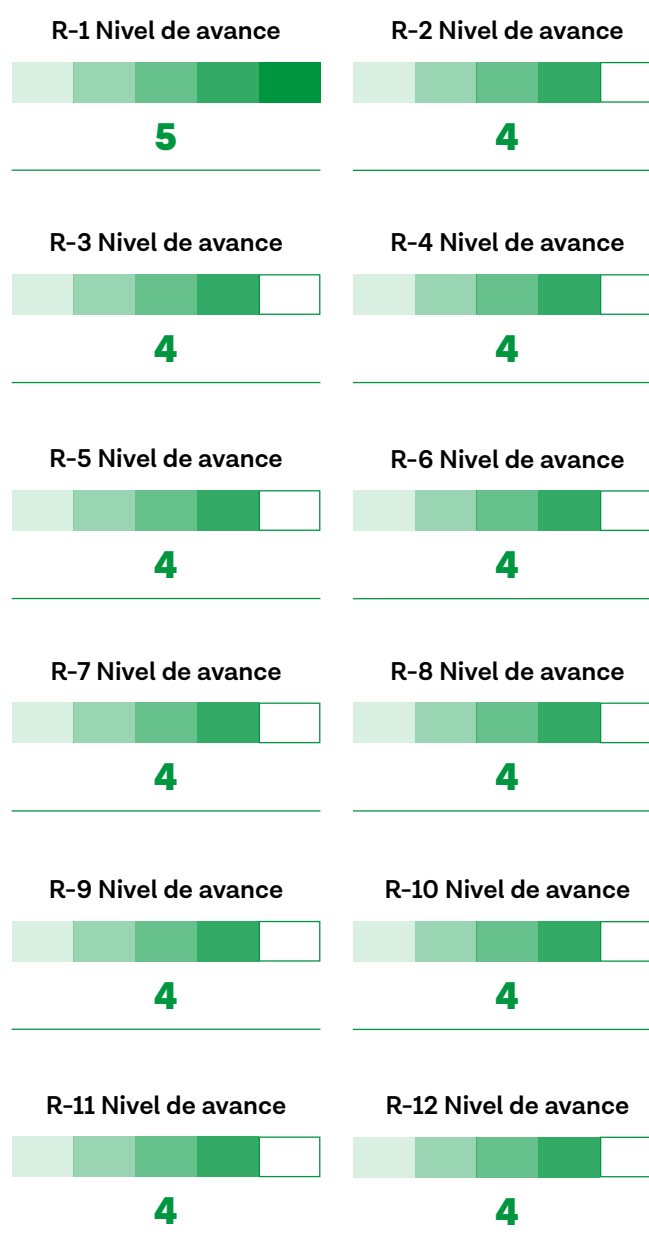 R-1 Nivel de avance
5
R-2 Nivel de avance
4
R-3 Nivel de avance
4
R-4 Nivel de avance
4
R-5 Nivel de avance
4
R-6 Nivel de avance
4
R-7 Nivel de avance
4
R-8 Nivel de avance
4
R-9 Nivel de avance
4
R-10 Nivel de avance
4
R-11 Nivel de avance
4
R-12 Nivel de avance
4